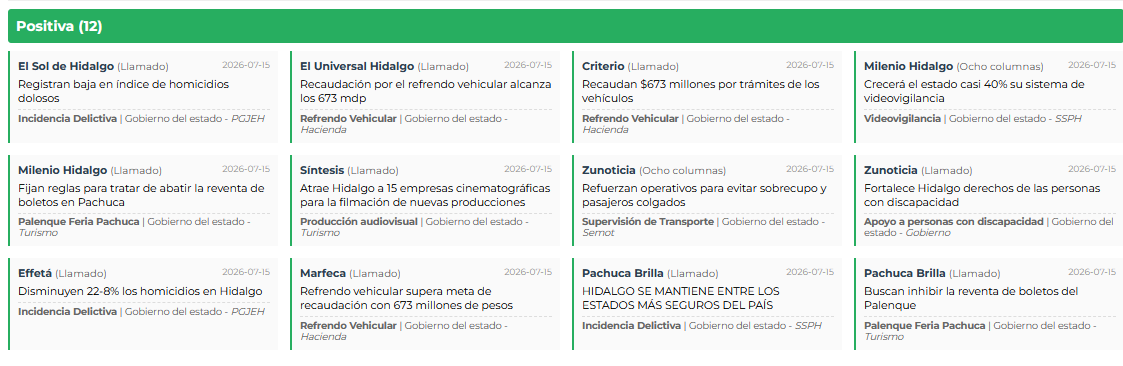 Positiva (12)
El Sol de Hidalgo (Llamado) 2026-07-15
Registran baja en índice de homicidios
dolosos
Incidencia Delictiva | Gobierno del estado - PGJEH
El Universal Hidalgo (Llamado) 2026-07-15
Recaudación por el refrendo vehicular alcanza
los 673 mdp
Refrendo Vehicular | Gobierno del estado -
Hacienda
Criterio (Llamado) 2026-07-15
Recaudan $673 millones por trámites de los
vehículos
Refrendo Vehicular | Gobierno del estado -
Hacienda
Milenio Hidalgo (Ocho columnas) 2026-07-15
Crecerá el estado casi 40% su sistema de
videovigilancia
Videovigilancia | Gobierno del estado - SSPH
Milenio Hidalgo (Llamado) 2026-07-15
Fijan reglas para tratar de abatir la reventa de
boletos en Pachuca
Palenque Feria Pachuca | Gobierno del estado -
Turismo
Síntesis (Llamado) 2026-07-15
Atrae Hidalgo a 15 empresas cinematográficas
para la filmación de nuevas producciones
Producción audiovisual | Gobierno del estado -
Turismo
Zunoticia (Ocho columnas) 2026-07-15
Refuerzan operativos para evitar sobrecupo y
pasajeros colgados
Supervisión de Transporte | Gobierno del estado -
Semot
Zunoticia (Llamado) 2026-07-15
Fortalece Hidalgo derechos de las personas
con discapacidad
Apoyo a personas con discapacidad | Gobierno del
estado - Gobierno
Effetá (Llamado) 2026-07-15
Disminuyen 22-8% los homicidios en Hidalgo
Incidencia Delictiva | Gobierno del estado - PGJEH
Marfeca (Llamado) 2026-07-15
Refrendo vehicular supera meta de
recaudación con 673 millones de pesos
Refrendo Vehicular | Gobierno del estado -
Hacienda
Pachuca Brilla (Llamado) 2026-07-15
HIDALGO SE MANTIENE ENTRE LOS
ESTADOS MÁS SEGUROS DEL PAÍS
Incidencia Delictiva | Gobierno del estado - SSPH
Pachuca Brilla (Llamado) 2026-07-15
Buscan inhibir la reventa de boletos del
Palenque
Palenque Feria Pachuca | Gobierno del estado -
Turismo